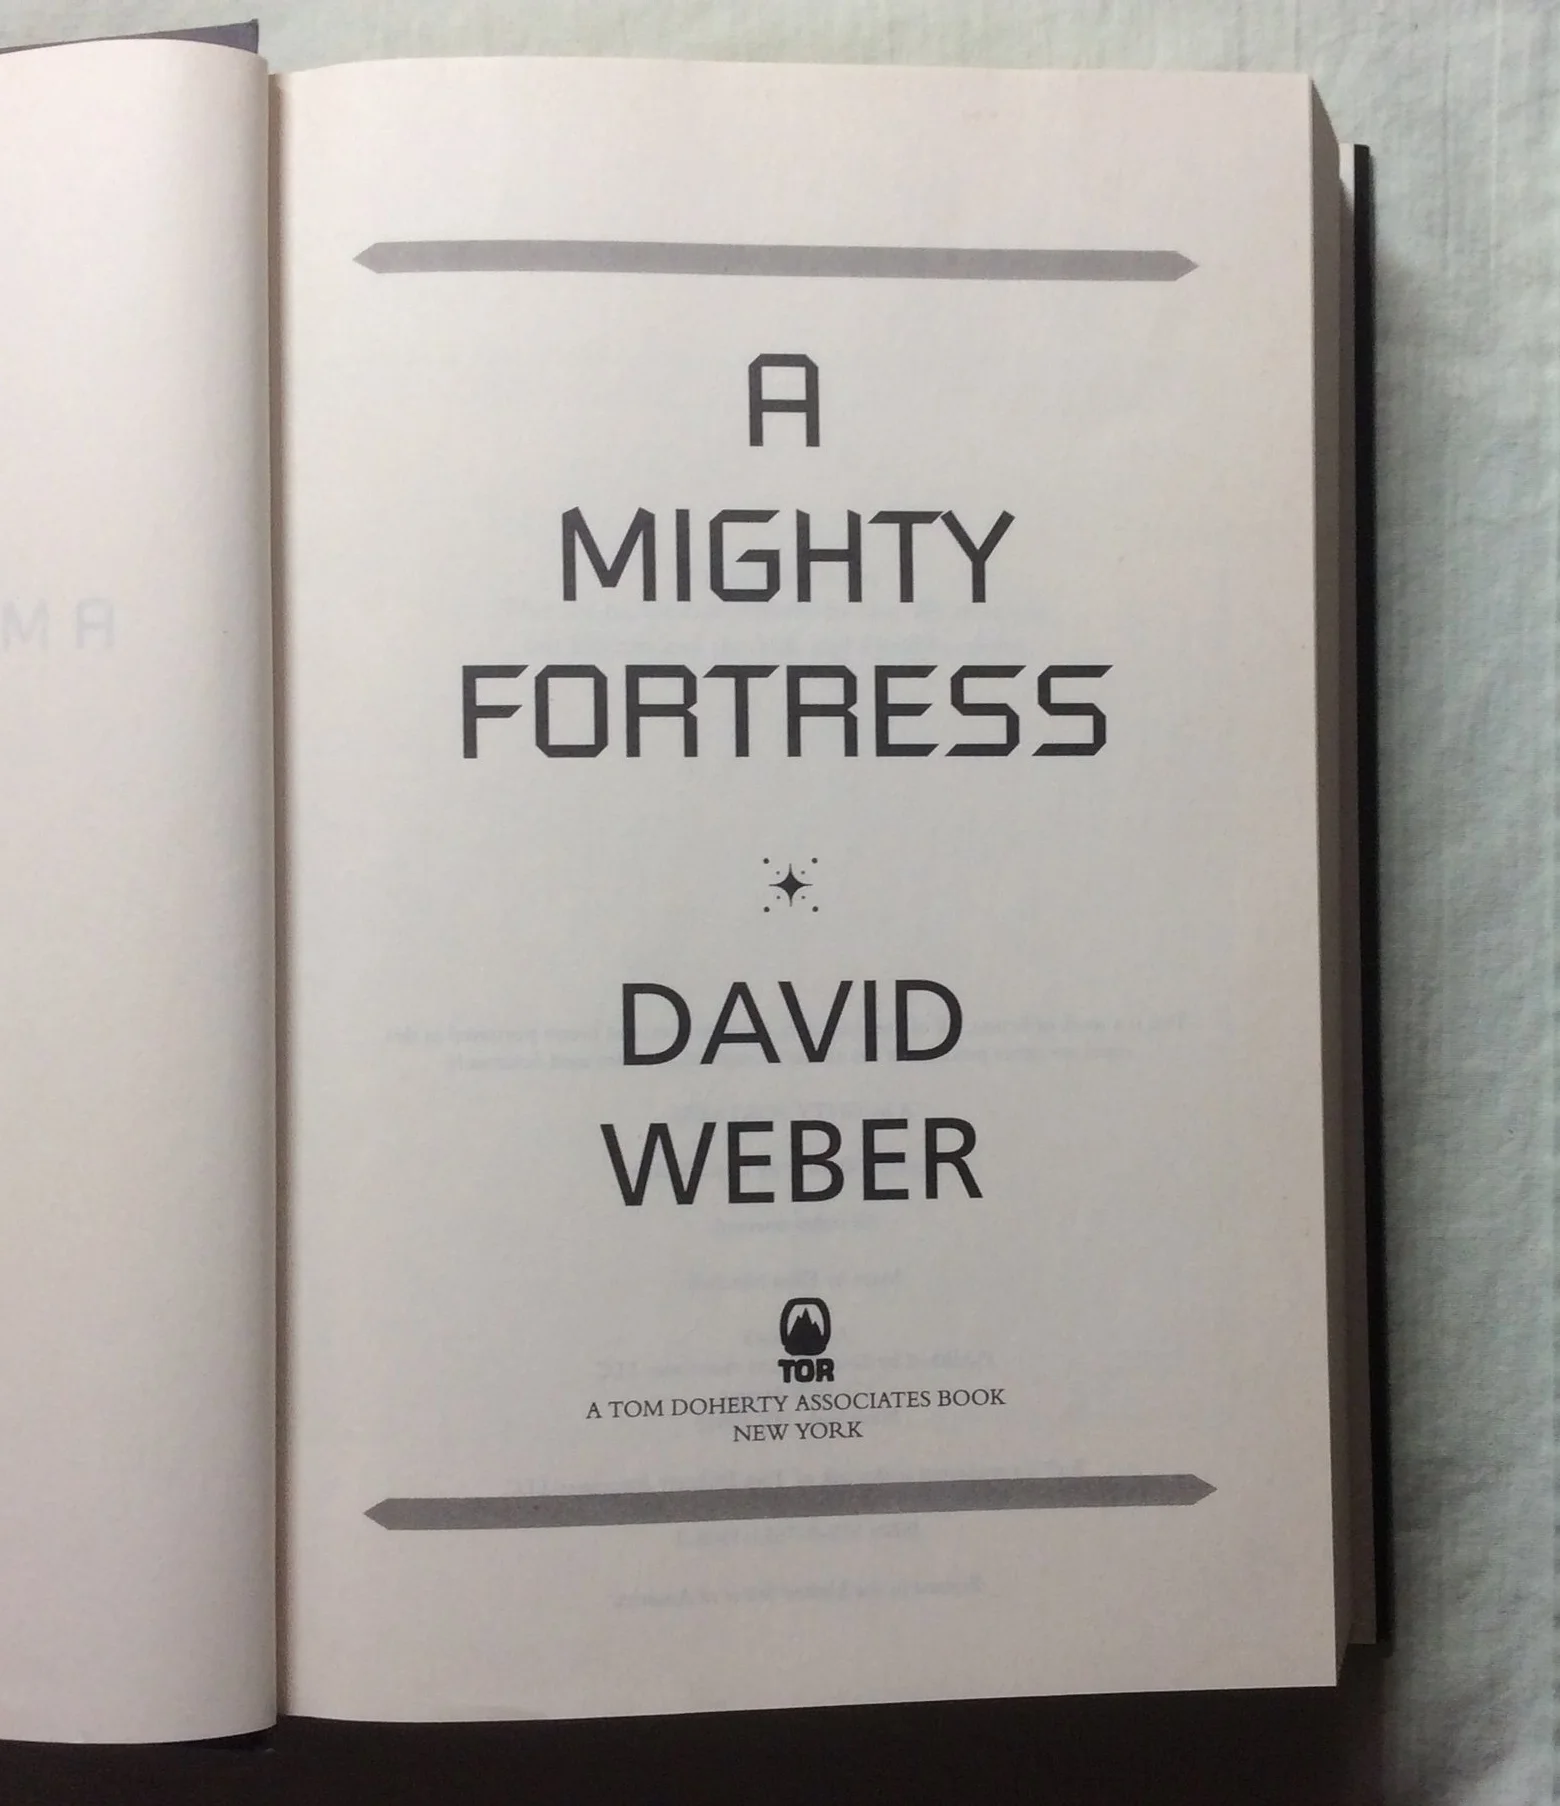 A
MIGHTY
FORTRESS
DAVID
WEBER
TOR
A TOM DOHERTY ASSOCIATES BOOK
NEW YORK